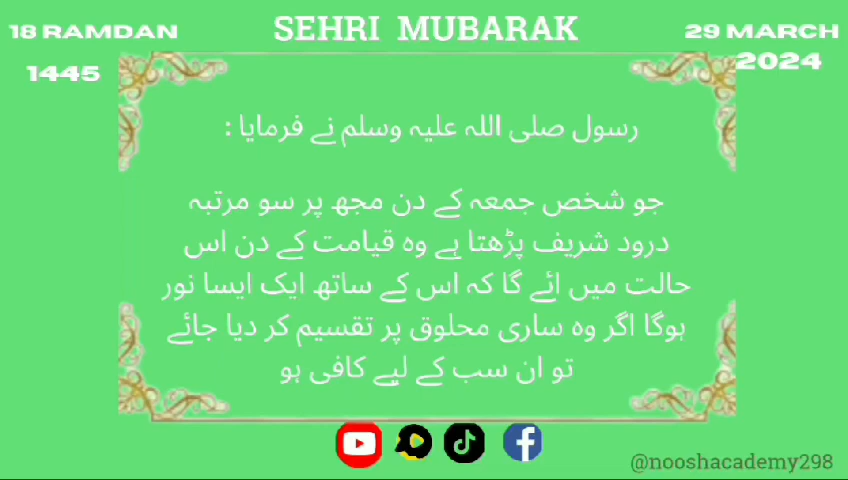 18 RAMDAN
1445
SEHRI MUBARAK
29 MARCH
2024
رسول صلی اللہ علیہ وسلم نے فرمایا :
جو شخص جمعہ کے دن مجھ پر سو مرتبہ
درود شریف پڑھتا ہے وہ قیامت کے دن اس
حالت میں ائے گا کہ اس کے ساتھ ایک ایسا نور
ہوگا اگر وہ ساری محلوق پر تقسیم کر دیا جائے
تو ان سب کے لیے کافی ہو
@nooshacademy298